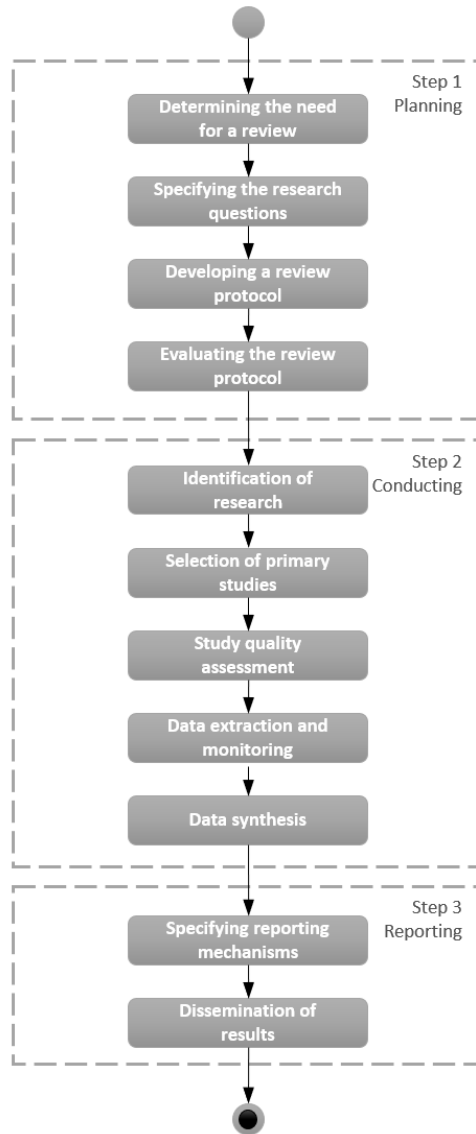 Step 1
Planning
Determining the need
for a review
Specifying the research
questions
Developing a review
protocol
Evaluating the review
protocol
Step 2
Conducting
Identification of
research
Selection of primary
studies
Study quality
assessment
Data extraction and
monitoring
Data synthesis
Step 3
Reporting
Specifying reporting
mechanisms
Dissemination of
results